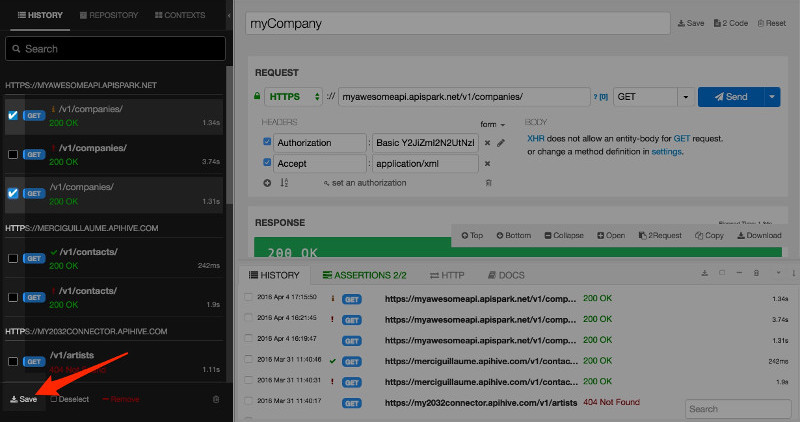 HISTORY REPOSITORY CONTEXTS
Search
HTTPS://MYAWESOMEAPI.APISPARK.NET
GET ! /v1/companies/
200 OK 1.34s
GET ! /v1/companies/
200 OK 3.74s
GET /v1/companies/
200 OK 1.31s
HTTPS://MERCIGUILLAUME.APIHIVE.COM
GET /v1/contacts/
200 OK 242ms
GET ! /v1/contacts/
200 OK 1.9s
HTTPS://MY2032CONNECTOR.APIHIVE.COM
GET /v1/artists
404 Not Found 1.11s
Save Deselect Remove
myCompany
Save 2 Code Reset
REQUEST
HTTPS :// myawesomeapi.apispark.net/v1/companies/ ? [0] GET Send
HEADERS form
Authorization : Basic Y2JiZmI2N2UtNzI
Accept : application/xml
set an authorization
BODY
XHR does not allow an entity-body for GET request.
or change a method definition in settings.
RESPONSE
Top Bottom Collapse Open 2Request Copy Download
200 OK
HISTORY ASSERTIONS 2/2 HTTP DOCS
2016 Apr 4 17:15:50 ! GET https://myawesomeapi.apispark.net/v1/comp... 200 OK 1.34s
2016 Apr 4 16:21:45 ! GET https://myawesomeapi.apispark.net/v1/comp... 200 OK 3.74s
2016 Apr 4 16:19:47 GET https://myawesomeapi.apispark.net/v1/comp... 200 OK 1.31s
2016 Mar 31 11:40:46 GET https://merciguillaume.apihive.com/v1/contac... 200 OK 242ms
2016 Mar 31 11:40:31 ! GET https://merciguillaume.apihive.com/v1/contac... 200 OK 1.9s
2016 Mar 31 11:40:17 GET https://my2032connector.apihive.com/v1/artists 404 Not Found
Search